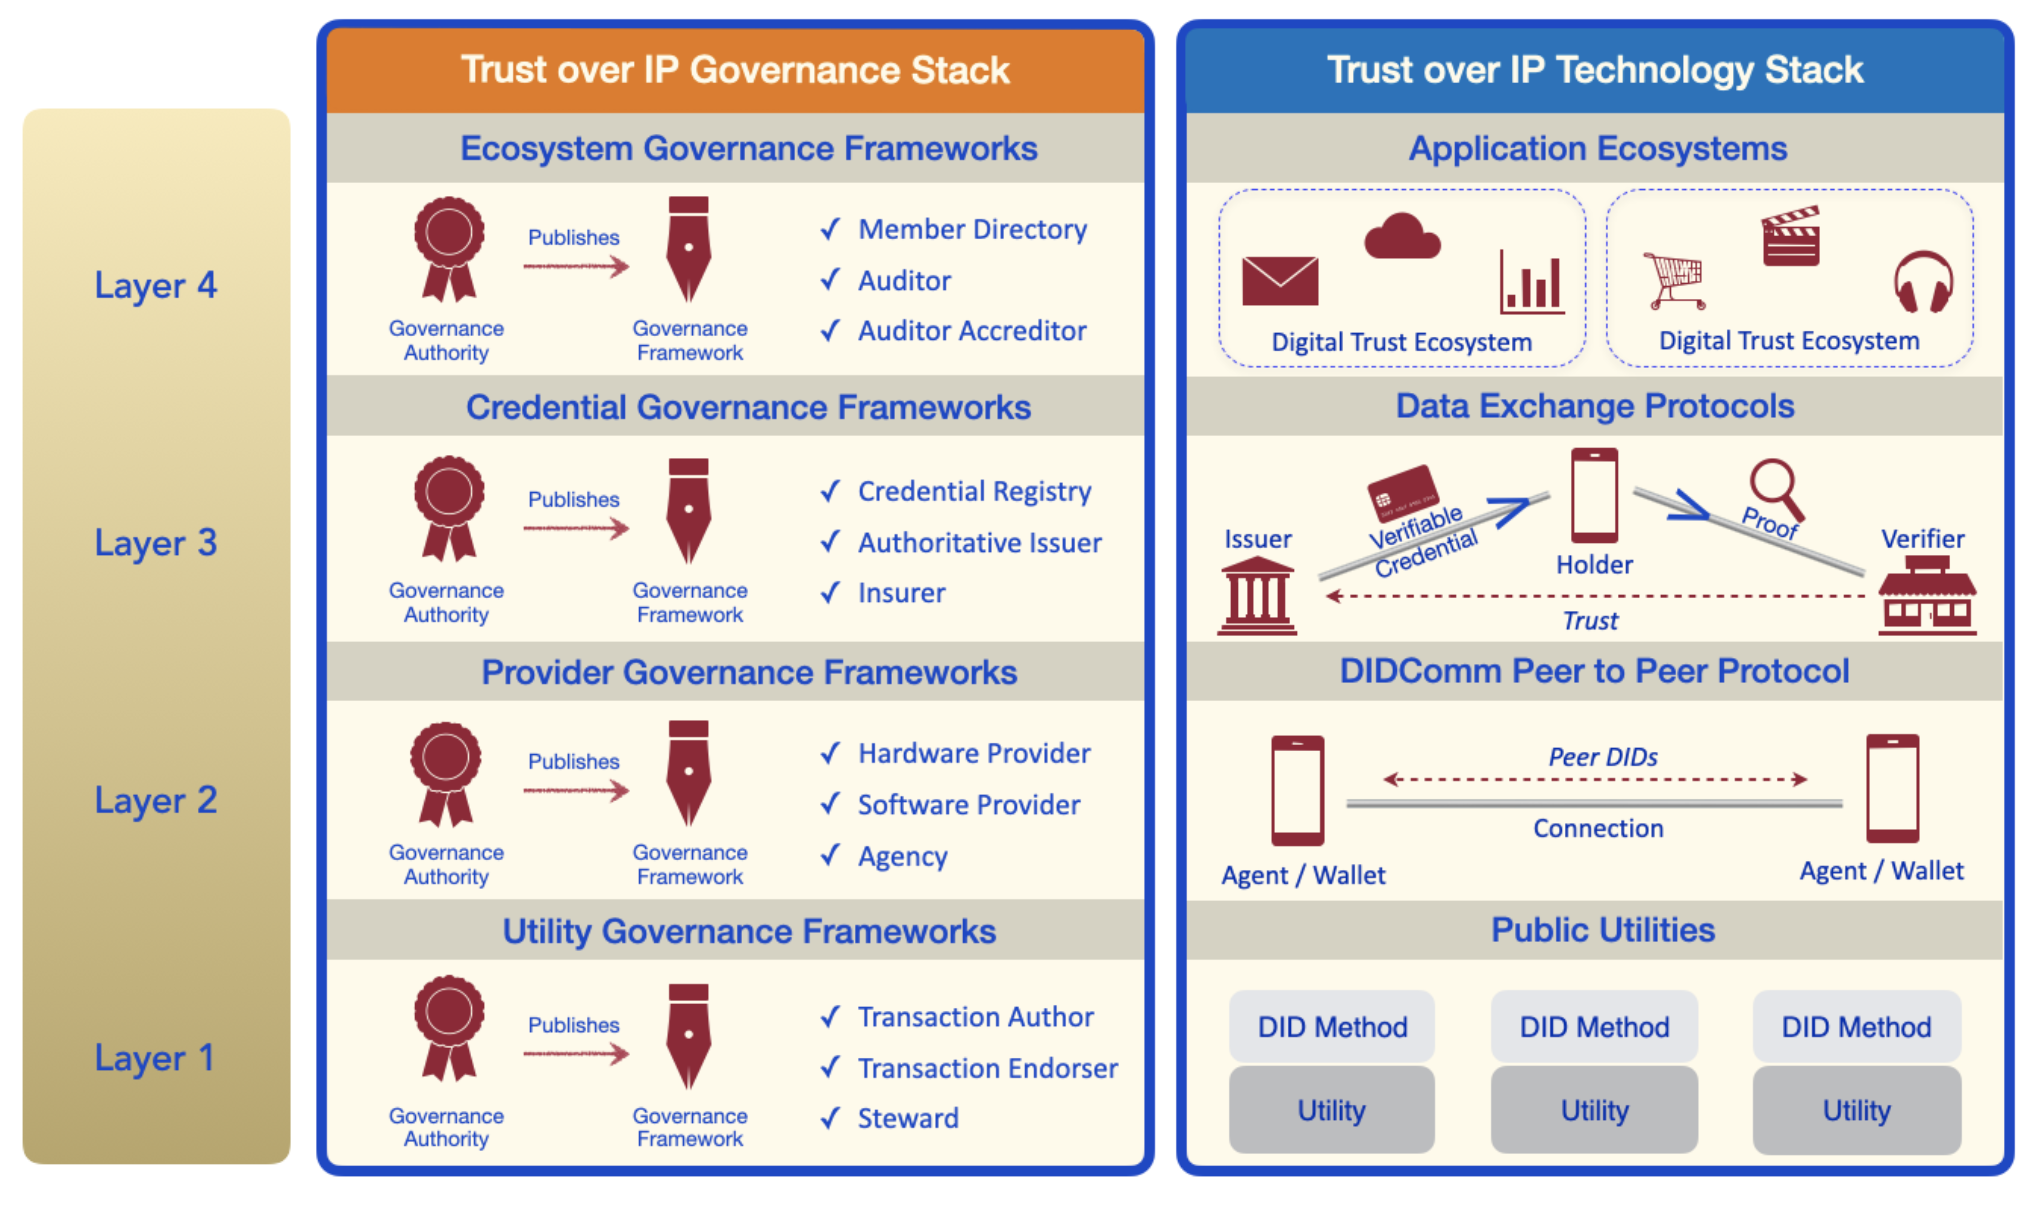 Trust over IP Governance Stack
Trust over IP Technology Stack
Layer 4
Ecosystem Governance Frameworks
Publishes
Governance
Authority
Governance
Framework
✓ Member Directory
✓ Auditor
✓ Auditor Accreditor
Application Ecosystems
Digital Trust Ecosystem
Digital Trust Ecosystem
Layer 3
Credential Governance Frameworks
Publishes
Governance
Authority
Governance
Framework
✓ Credential Registry
✓ Authoritative Issuer
✓ Insurer
Data Exchange Protocols
Issuer
Verifiable
Credential
Holder
Proof
Verifier
Trust
Layer 2
Provider Governance Frameworks
Publishes
Governance
Authority
Governance
Framework
✓ Hardware Provider
✓ Software Provider
✓ Agency
DIDComm Peer to Peer Protocol
Peer DIDs
Connection
Agent / Wallet
Agent / Wallet
Layer 1
Utility Governance Frameworks
Publishes
Governance
Authority
Governance
Framework
✓ Transaction Author
✓ Transaction Endorser
✓ Steward
Public Utilities
DID Method
DID Method
DID Method
Utility
Utility
Utility